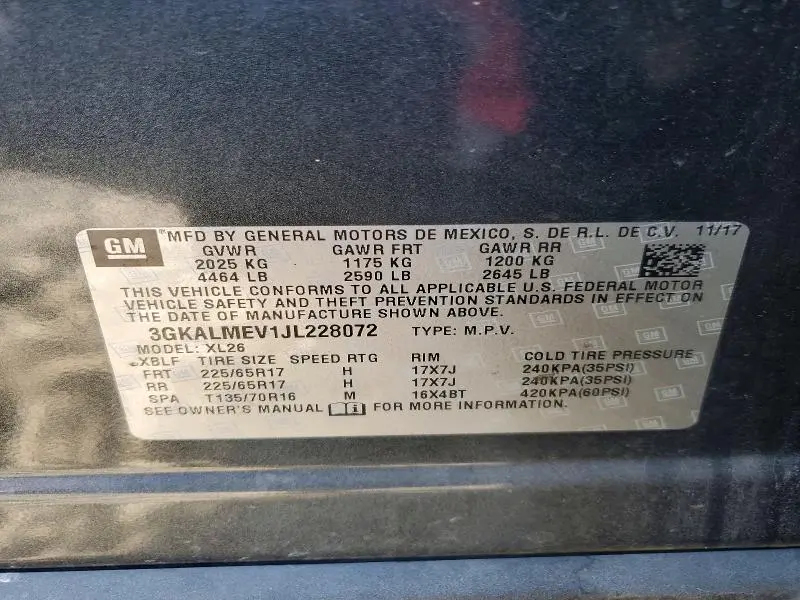 GM ® MFD BY GENERAL MOTORS DE MEXICO, S. DE R.L. DE C.V. 11/17
GVWR GAWR FRT GAWR RR
2025 KG 1175 KG 1200 KG
4464 LB 2590 LB 2645 LB
THIS VEHICLE CONFORMS TO ALL APPLICABLE U.S. FEDERAL MOTOR
VEHICLE SAFETY AND THEFT PREVENTION STANDARDS IN EFFECT ON
THE DATE OF MANUFACTURE SHOWN ABOVE.
3GKALMEV1JL228072 TYPE: M.P.V.
MODEL: XL26
XBLF TIRE SIZE SPEED RTG RIM COLD TIRE PRESSURE
FRT 225/65R17 H 17X7J 240KPA(35PSI)
RR 225/65R17 H 17X7J 240KPA(35PSI)
SPA T135/70R16 M 16X4BT 420KPA(60PSI)
SEE OWNER'S MANUAL FOR MORE INFORMATION.